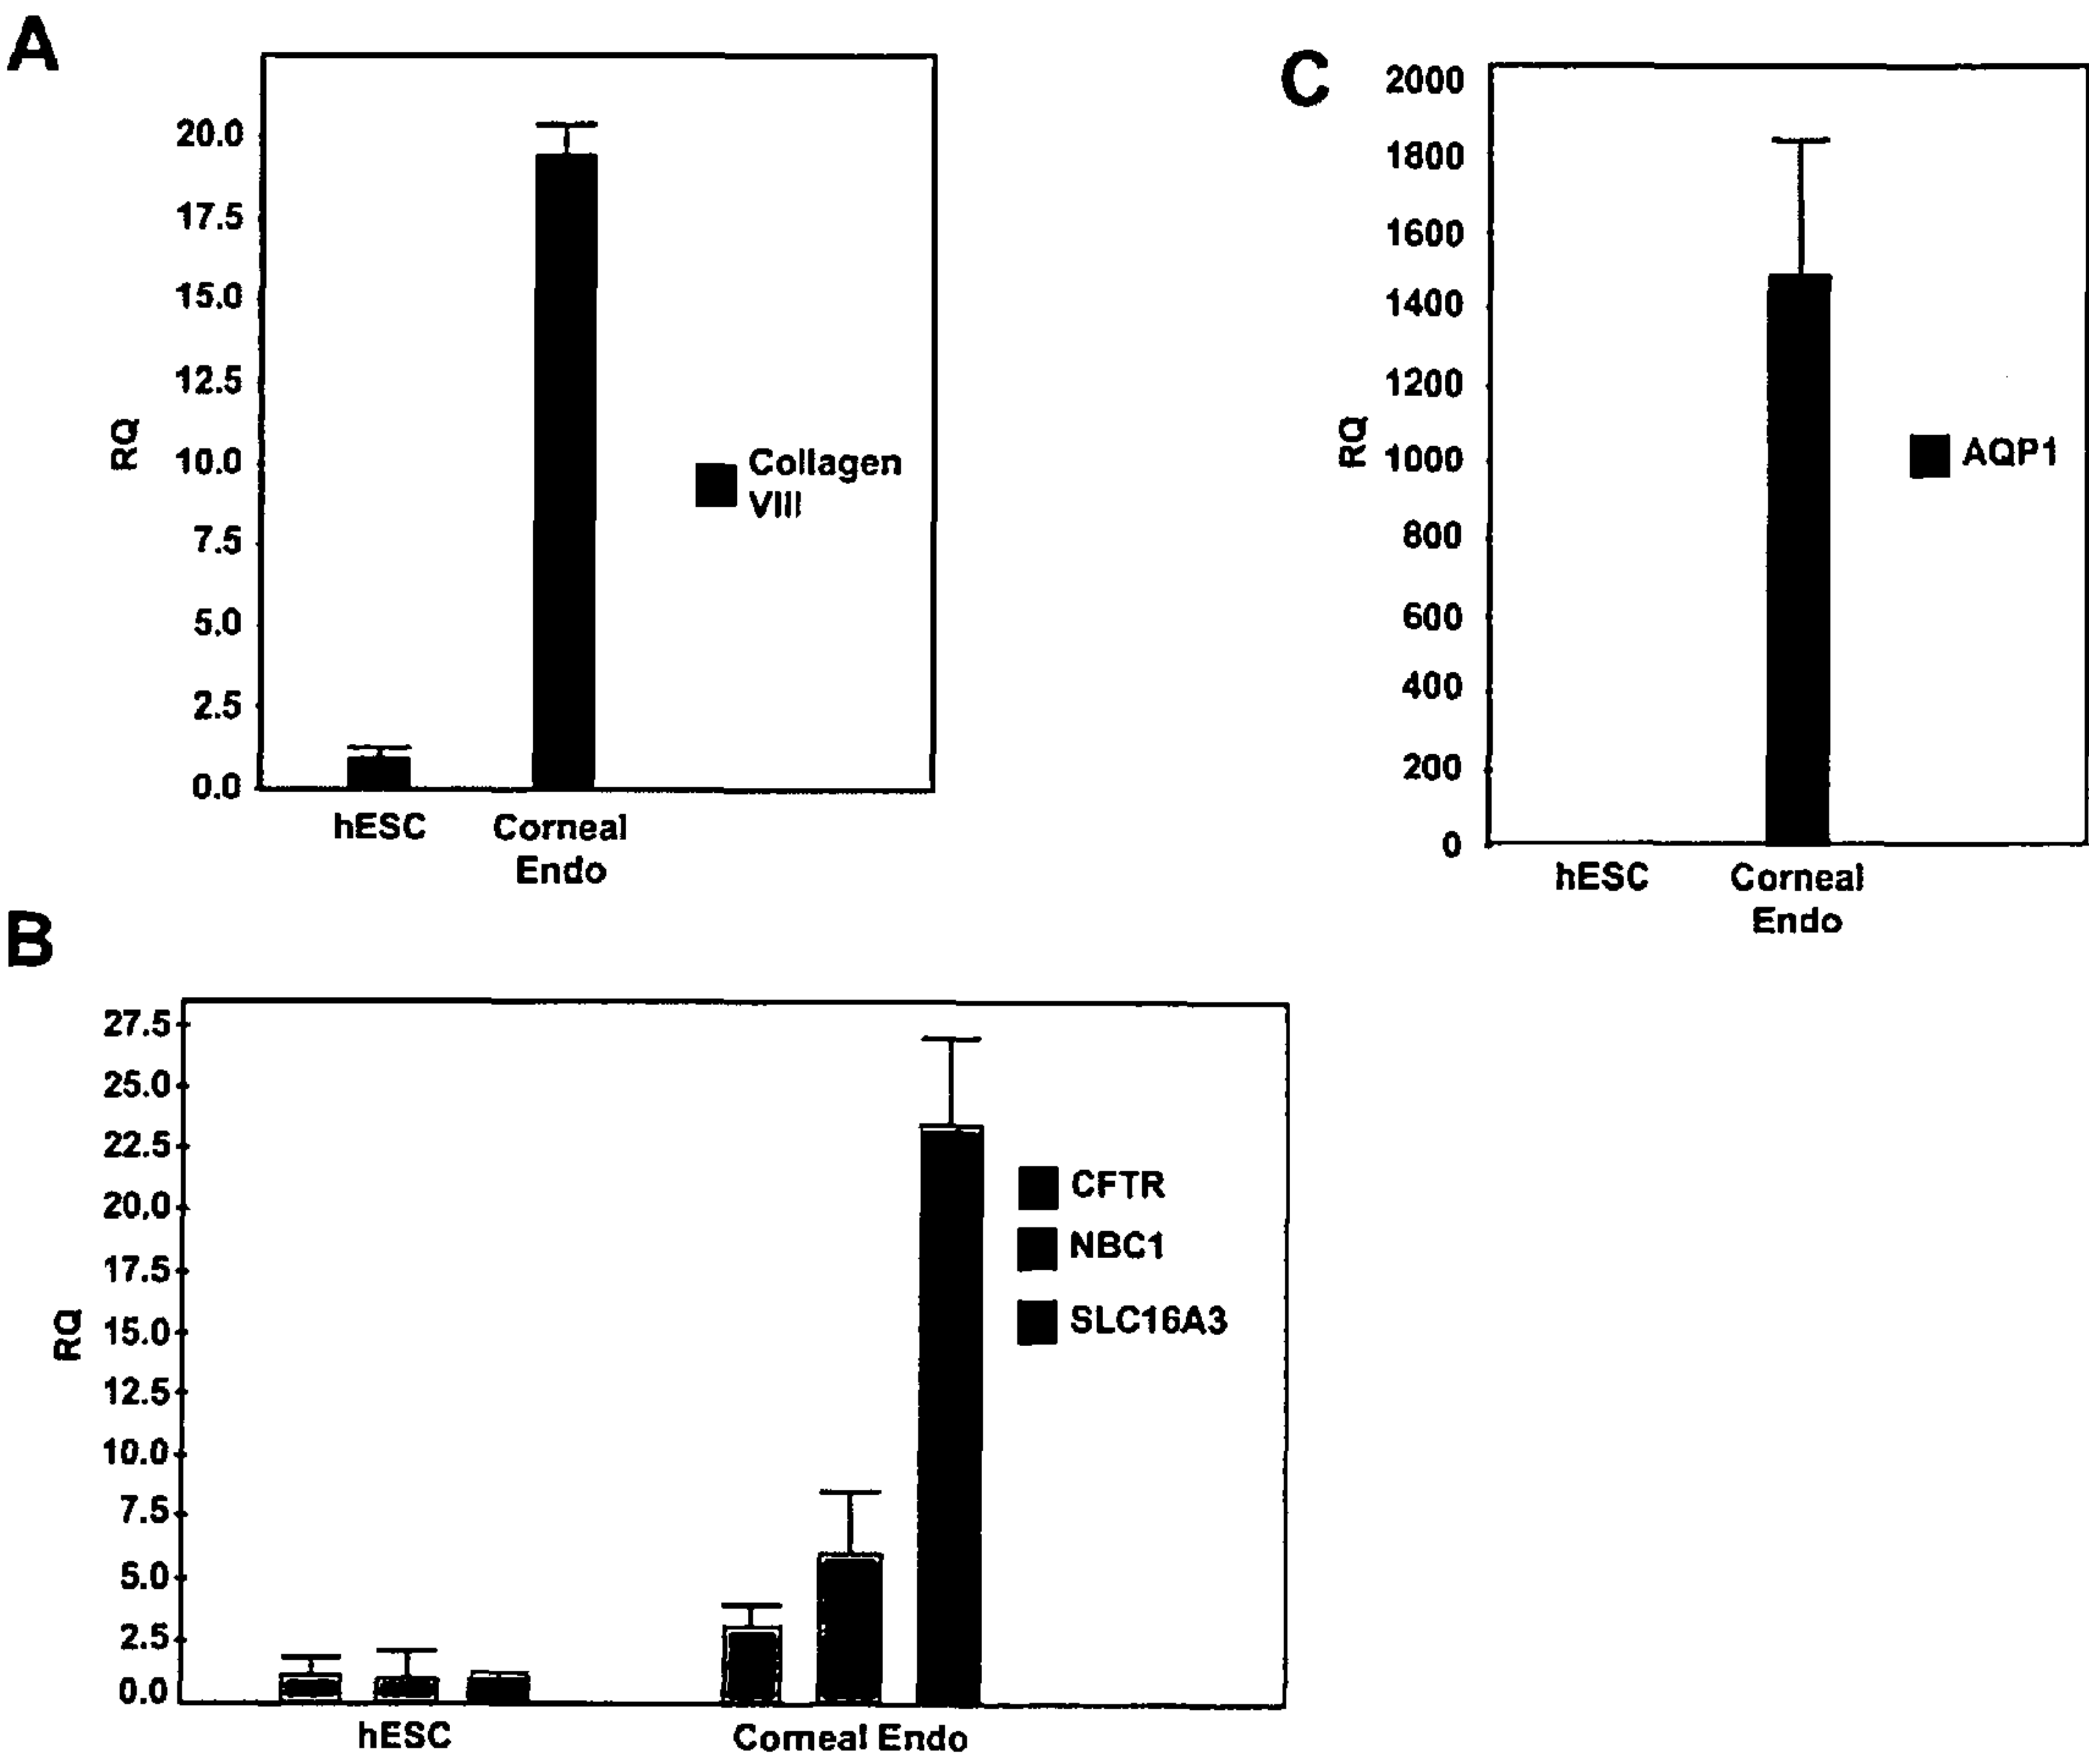 A
20.0
17.5
15.0
12.5
10.0
7.5
5.0
2.5
0.0
RQ
Collagen
VIII
hESC
Corneal
Endo
C
2000
1800
1600
1400
1200
1000
800
600
400
200
0
RQ
AQP1
hESC
Corneal
Endo
B
27.5
25.0
22.5
20.0
17.5
15.0
12.5
10.0
7.5
5.0
2.5
0.0
RQ
CFTR
NBC1
SLC16A3
hESC
Corneal Endo